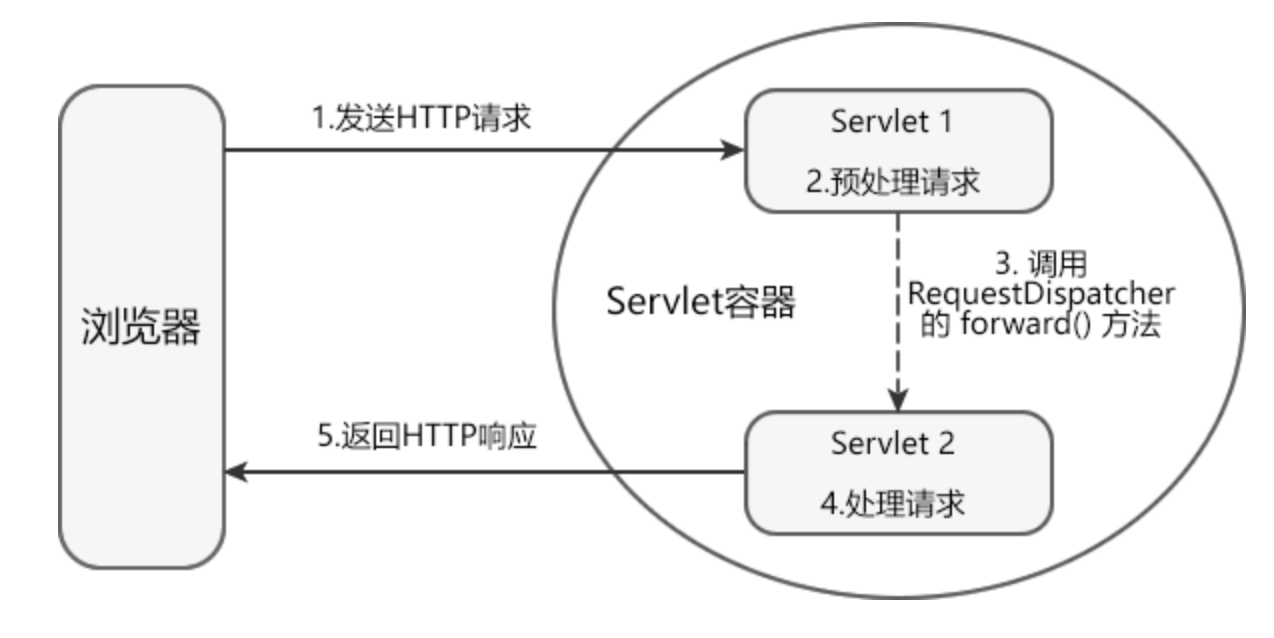 1.发送HTTP请求
Servlet 1
2.预处理请求
浏览器
Servlet容器
3. 调用
RequestDispatcher
的 forward() 方法
5.返回HTTP响应
Servlet 2
4.处理请求